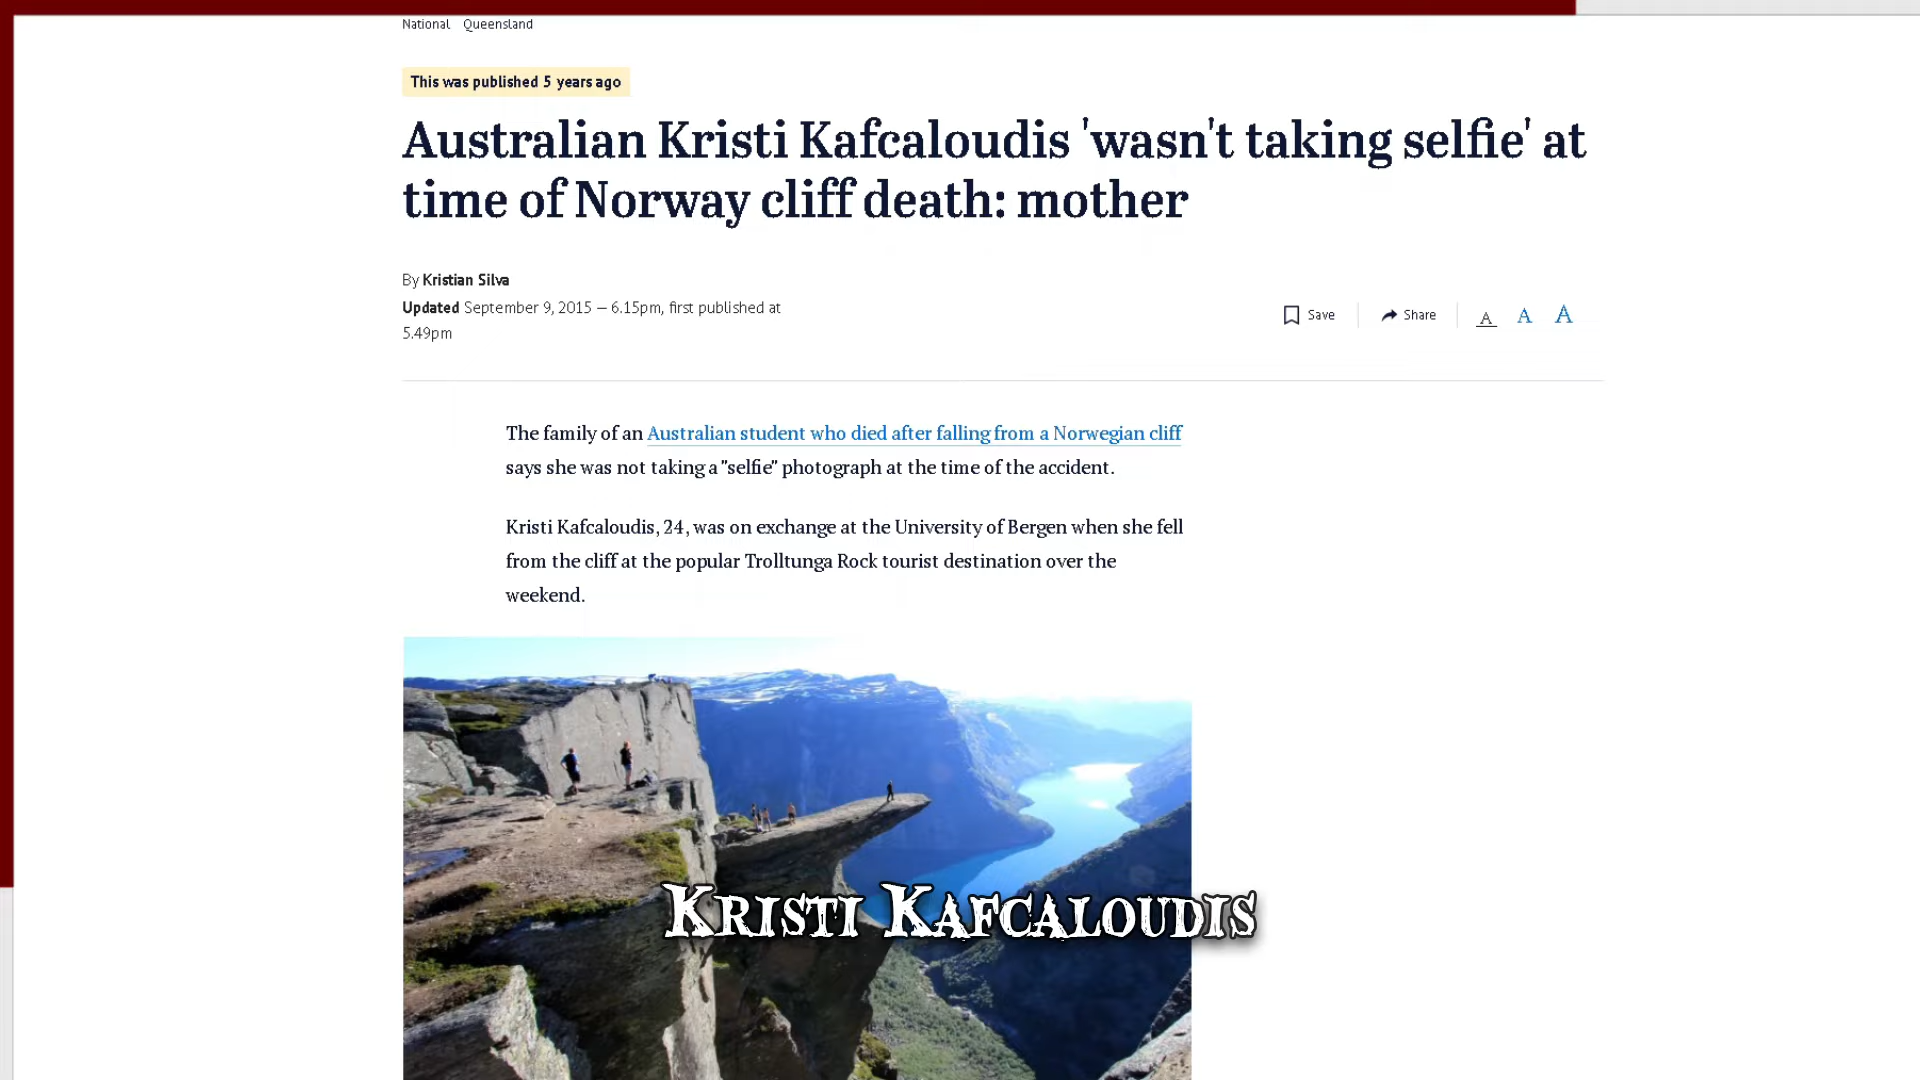 National Queensland
This was published 5 years ago
Australian Kristi Kafcaloudis 'wasn't taking selfie' at
time of Norway cliff death: mother
By Kristian Silva
Updated September 9, 2015 — 6.15pm, first published at
5.49pm
Save Share A A A
The family of an Australian student who died after falling from a Norwegian cliff
says she was not taking a "selfie" photograph at the time of the accident.
Kristi Kafcaloudis, 24, was on exchange at the University of Bergen when she fell
from the cliff at the popular Trolltunga Rock tourist destination over the
weekend.
Kristi Kafcaloudis